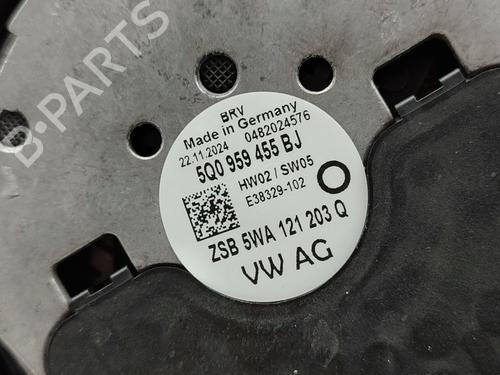 B-PARTS
BRV
Made in Germany
22.11.2024 0482024576
5Q0 959 455 BJ
HW02 / SW05
E38329-102
ZSB 5WA 121 203 Q
VW AG